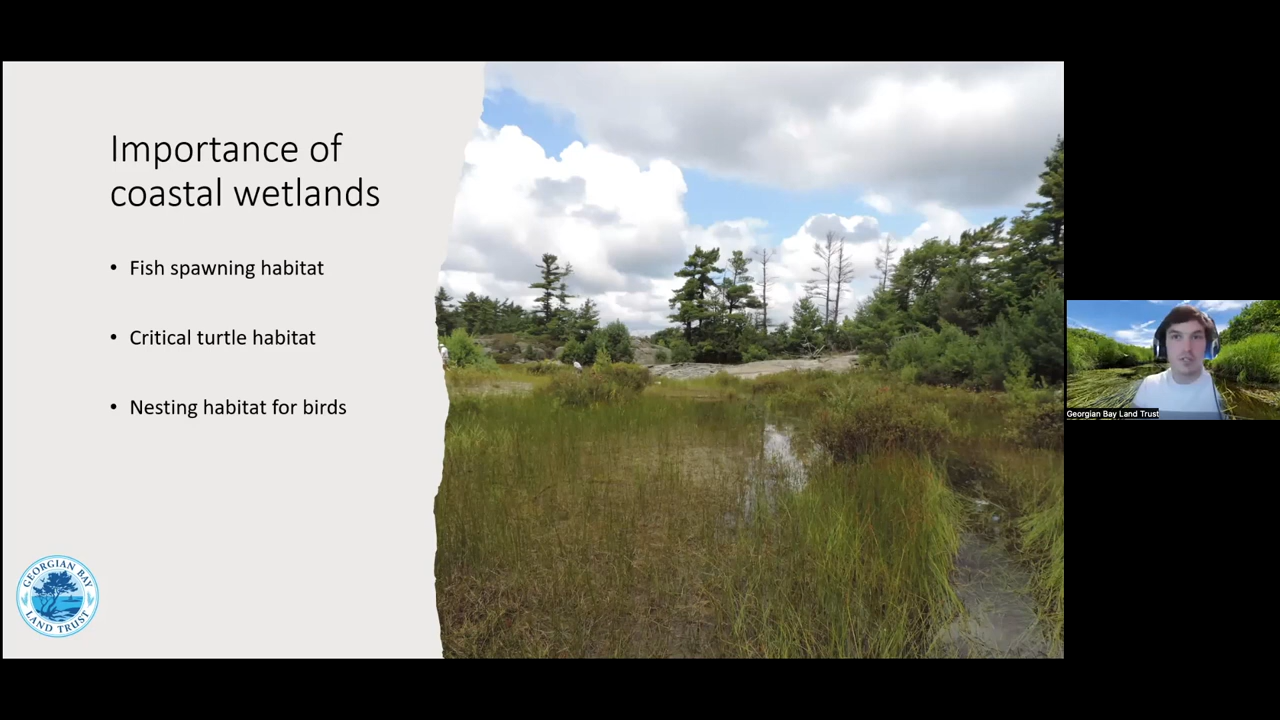 Importance of
coastal wetlands
• Fish spawning habitat
• Critical turtle habitat
• Nesting habitat for birds
GEORGIAN BAY
LAND TRUST
Georgian Bay Land Trust